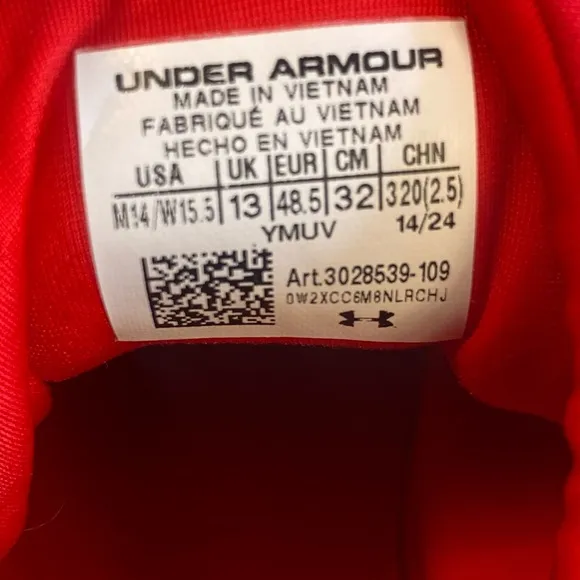 UNDER ARMOUR
MADE IN VIETNAM
FABRIQUÉ AU VIETNAM
HECHO EN VIETNAM
USA | UK | EUR | CM | CHN
M14/W15.5 | 13 | 48.5 | 32 | 320(2.5)
YMUV 14/24
Art.3028539-109
0W2XCC6M8NLRCHJ